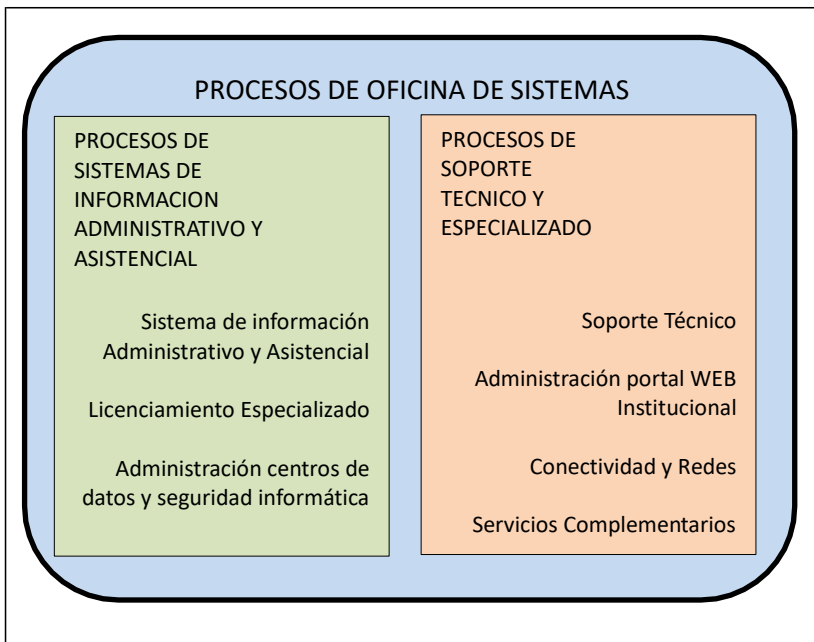 PROCESOS DE OFICINA DE SISTEMAS
PROCESOS DE
SISTEMAS DE
INFORMACION
ADMINISTRATIVO Y
ASISTENCIAL
Sistema de información
Administrativo y Asistencial
Licenciamiento Especializado
Administración centros de
datos y seguridad informática
PROCESOS DE
SOPORTE
TECNICO Y
ESPECIALIZADO
Soporte Técnico
Administración portal WEB
Institucional
Conectividad y Redes
Servicios Complementarios